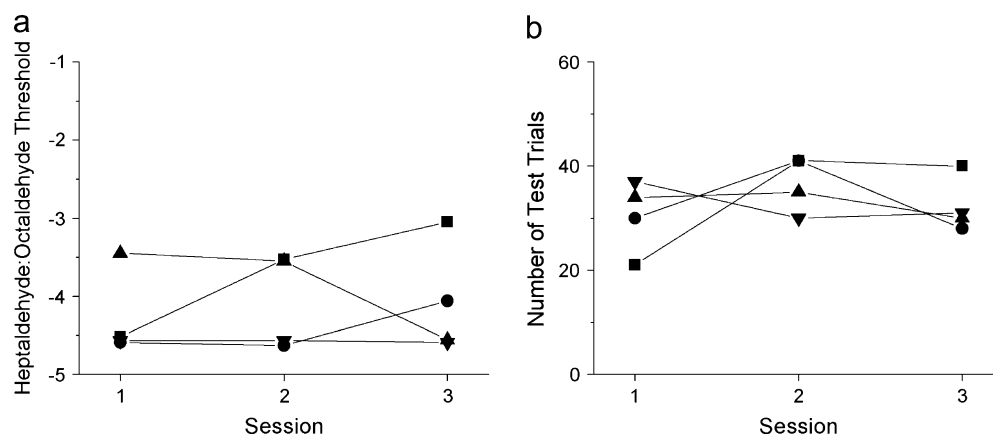 a
Heptaldehyde:Octaldehyde Threshold
-1
-2
-3
-4
-5
1 2 3
Session
b
Number of Test Trials
60
40
20
0
1 2 3
Session